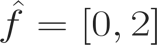 f̂ = [0, 2]